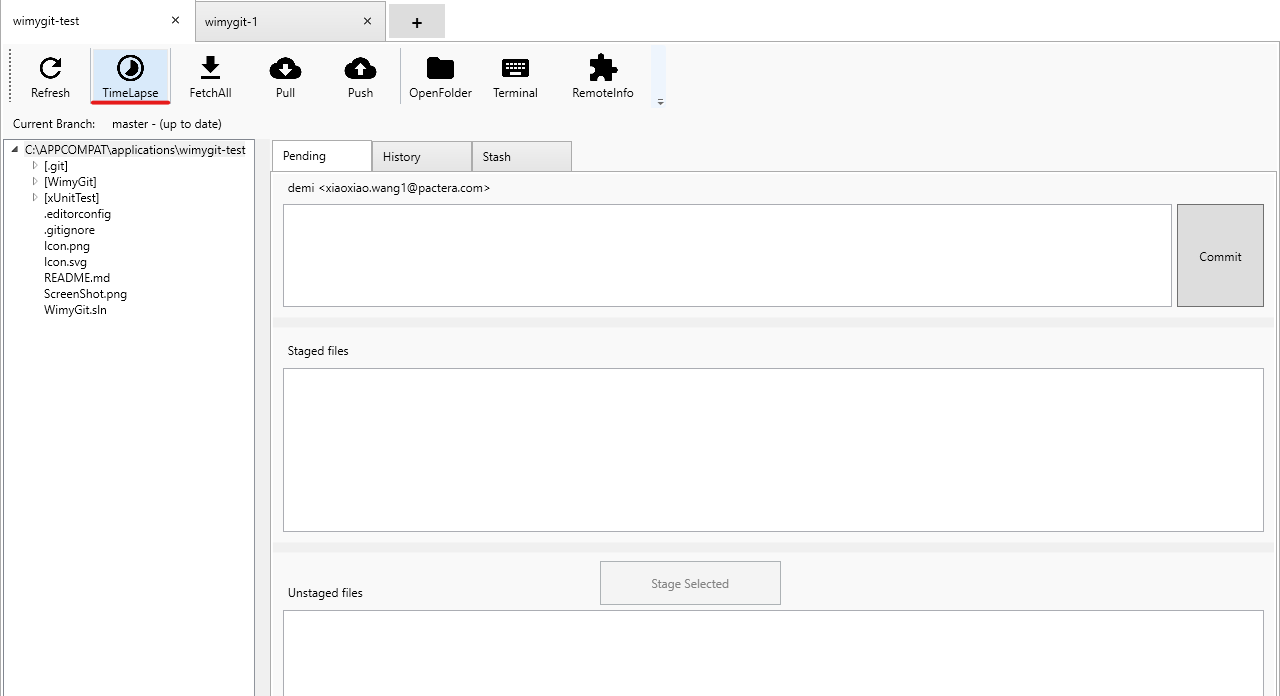 wimygit-test ×
wimygit-1 ×
+
Refresh TimeLapse FetchAll Pull Push OpenFolder Terminal RemoteInfo
Current Branch: master - (up to date)
C:\APPCOMPAT\applications\wimygit-test
[.git]
[WimyGit]
[xUnitTest]
.editorconfig
.gitignore
Icon.png
Icon.svg
README.md
ScreenShot.png
WimyGit.sln
Pending History Stash
demi <xiaoxiao.wang1@pactera.com>
Commit
Staged files
Stage Selected
Unstaged files